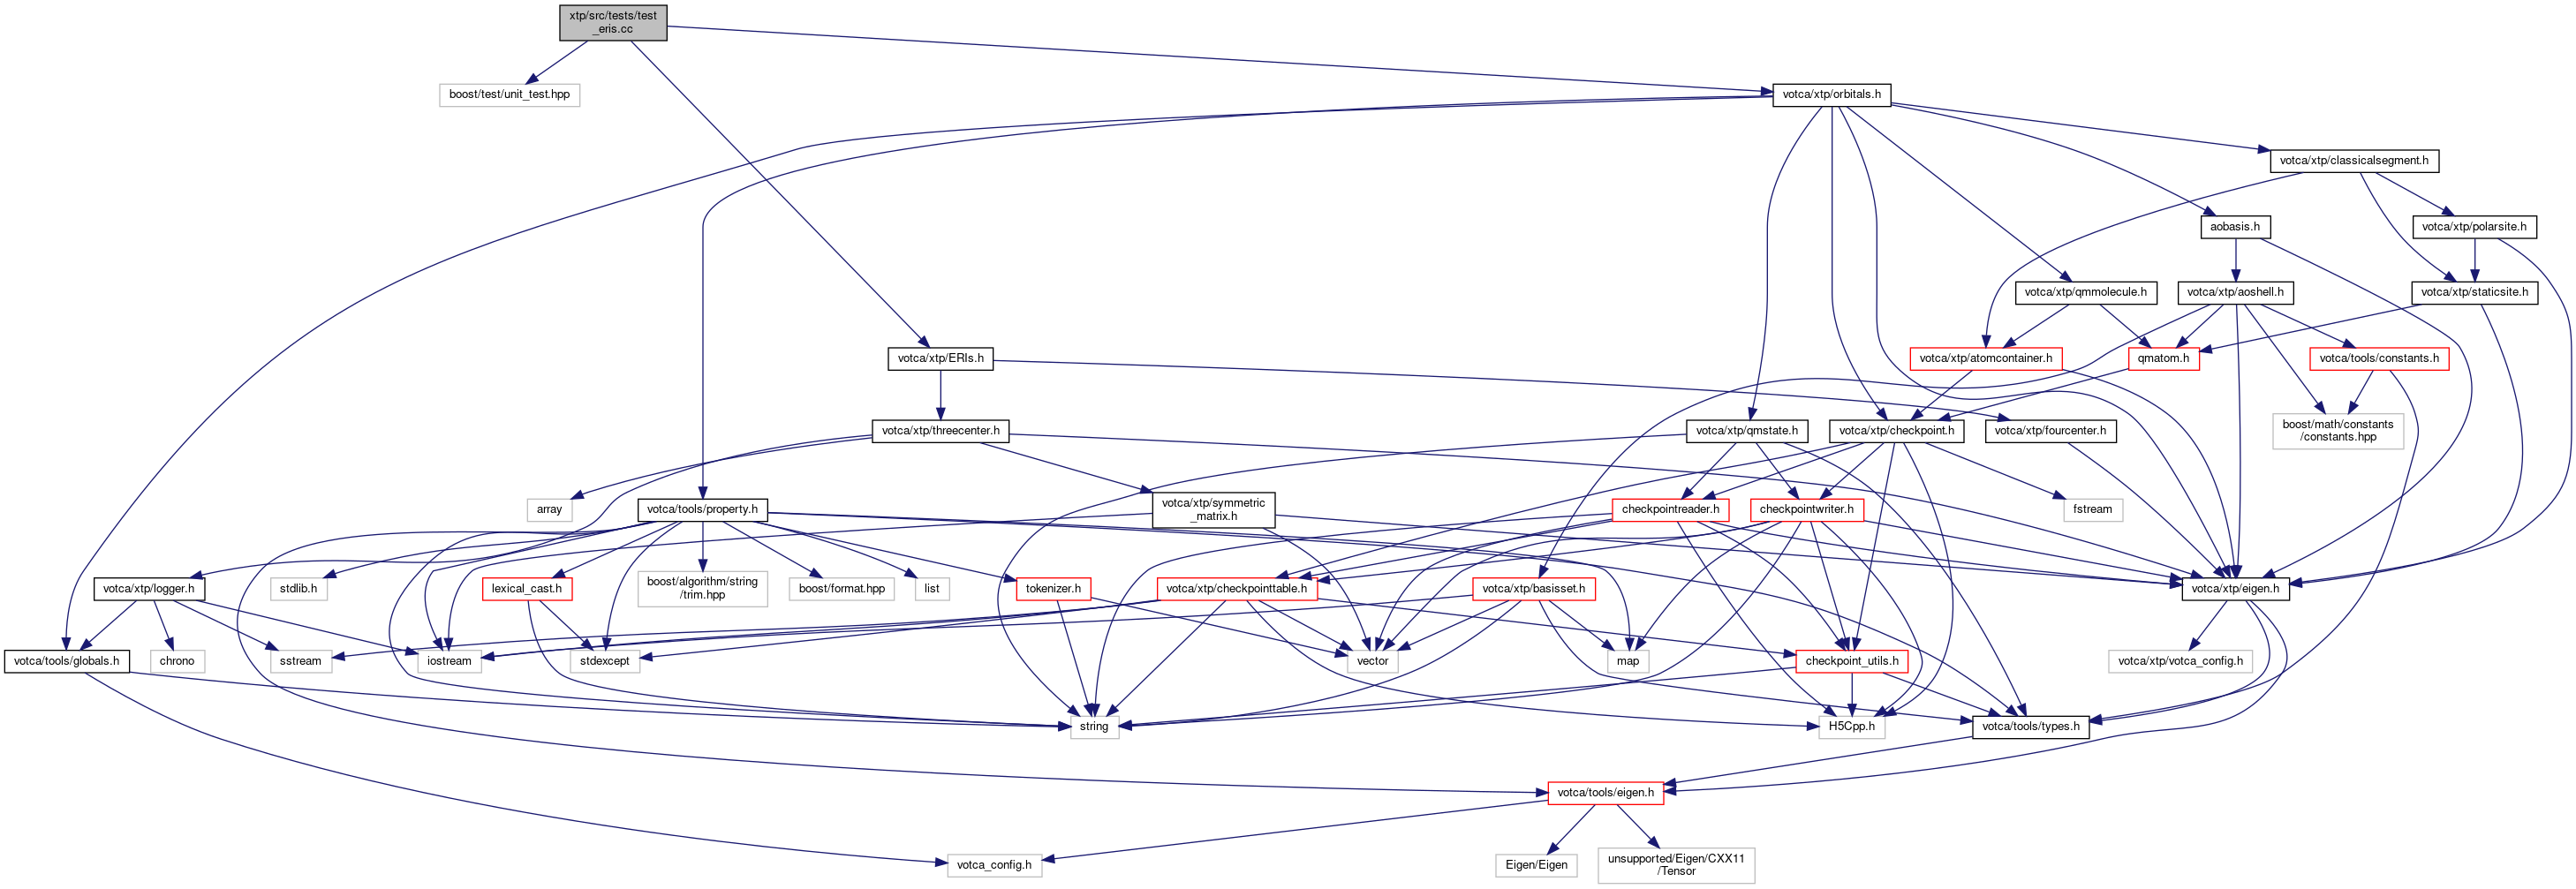 xtp/src/tests/test
_eris.cc
boost/test/unit_test.hpp
votca/xtp/orbitals.h
votca/xtp/classicalsegment.h
aobasis.h
votca/xtp/polarsite.h
votca/xtp/qmmolecule.h
votca/xtp/aoshell.h
votca/xtp/staticsite.h
votca/xtp/ERIs.h
votca/xtp/atomcontainer.h
qmatom.h
votca/tools/constants.h
votca/xtp/threecenter.h
votca/xtp/qmstate.h
votca/xtp/checkpoint.h
votca/xtp/fourcenter.h
boost/math/constants
/constants.hpp
array
votca/tools/property.h
votca/xtp/symmetric
_matrix.h
checkpointreader.h
checkpointwriter.h
fstream
votca/xtp/logger.h
stdlib.h
lexical_cast.h
boost/algorithm/string
/trim.hpp
boost/format.hpp
list
tokenizer.h
votca/xtp/checkpointtable.h
votca/xtp/basisset.h
votca/xtp/eigen.h
votca/tools/globals.h
chrono
sstream
iostream
stdexcept
vector
map
checkpoint_utils.h
votca/xtp/votca_config.h
string
H5Cpp.h
votca/tools/types.h
votca/tools/eigen.h
votca_config.h
Eigen/Eigen
unsupported/Eigen/CXX11
/Tensor